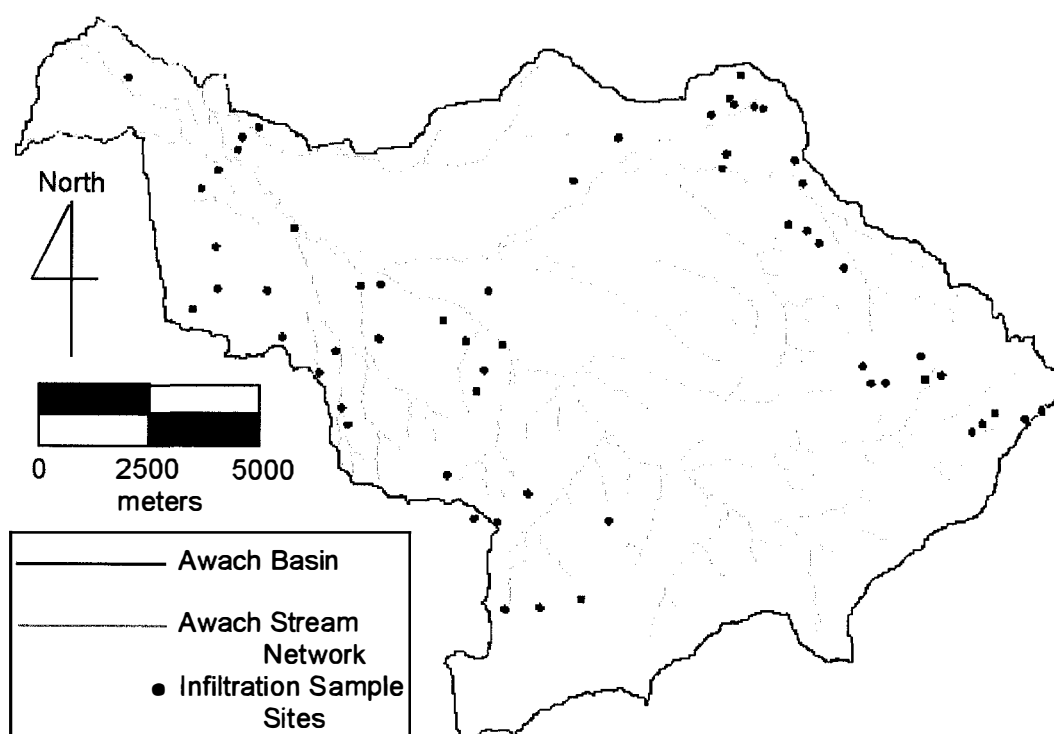 North
0 2500 5000
meters
Awach Basin
Awach Stream
Network
Infiltration Sample
Sites